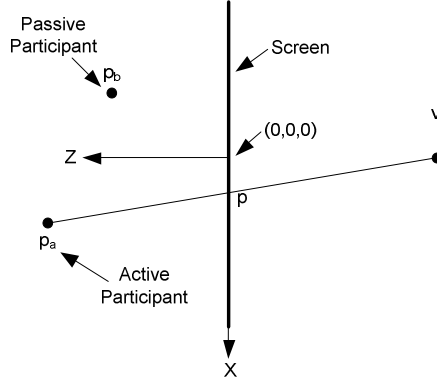 Passive
Participant
p_b
Screen
(0,0,0)
v
Z
p
p_a
Active
Participant
X